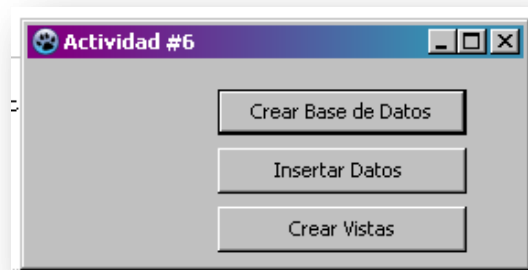 Actividad #6
Crear Base de Datos
Insertar Datos
Crear Vistas